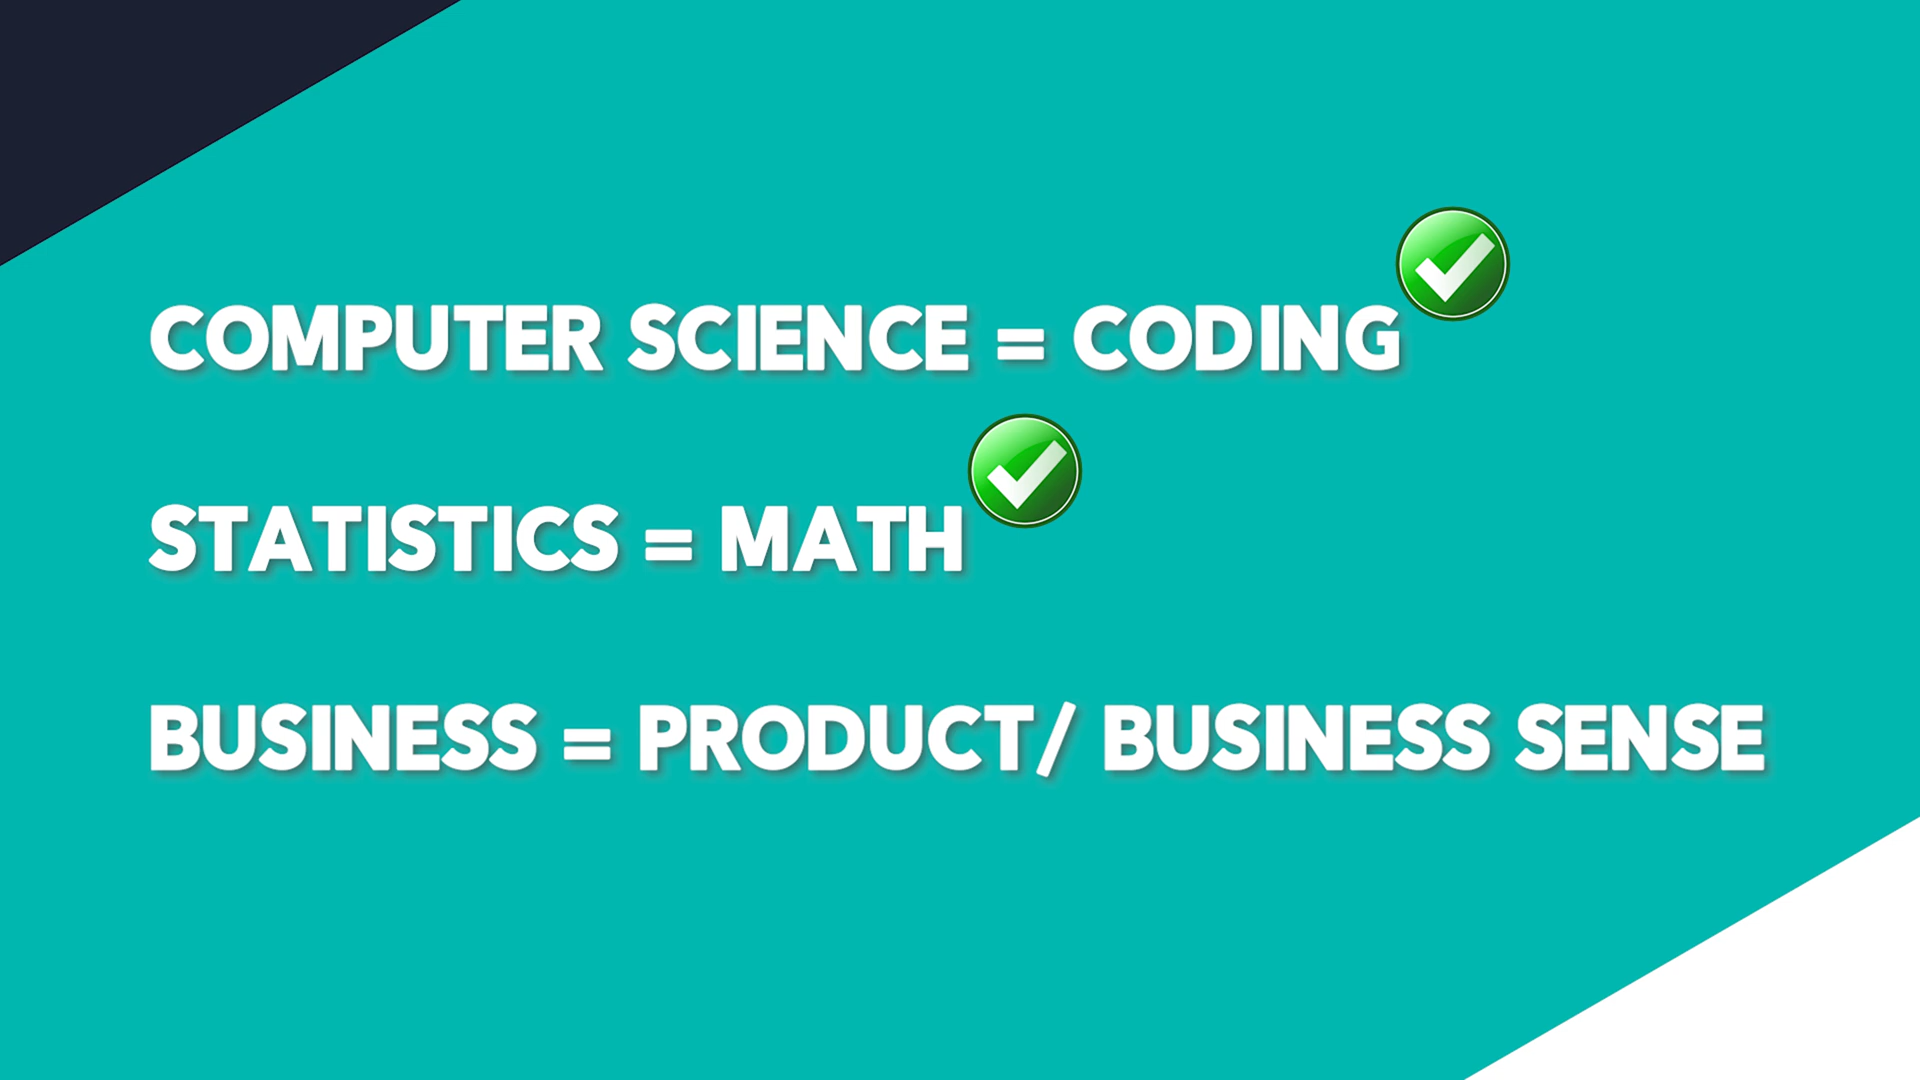 COMPUTER SCIENCE = CODING
STATISTICS = MATH
BUSINESS = PRODUCT/ BUSINESS SENSE